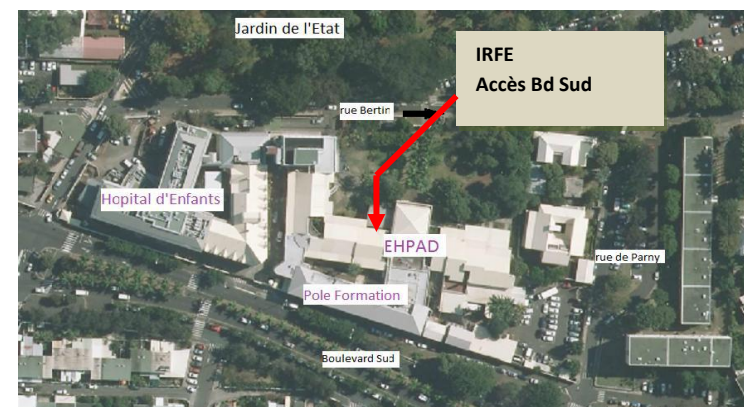 Jardin de l'Etat
IRFE
Accès Bd Sud
rue Bertin
Hopital d'Enfants
EHPAD
rue de Parny
Pole Formation
Boulevard Sud